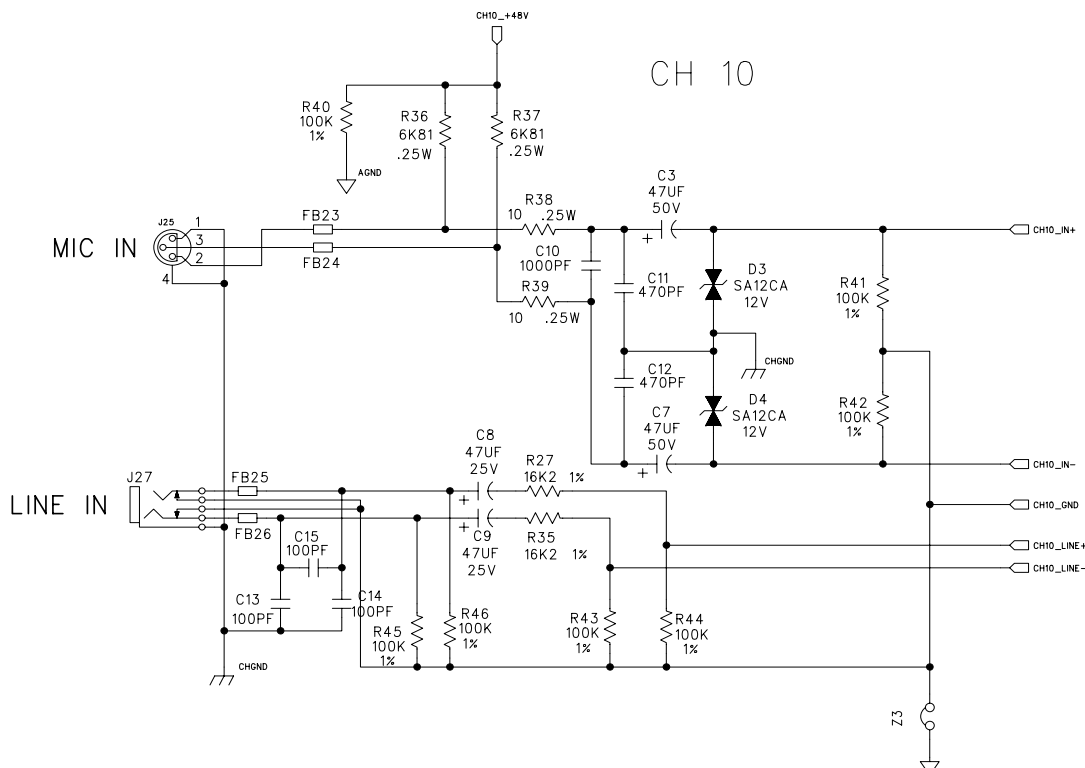 CH10_+48V
CH 10
R40
100K
1%
R36
6K81
.25W
R37
6K81
.25W
AGND
J25
1
3
2
4
MIC IN
FB23
FB24
R38
10 .25W
C10
1000PF
R39
10 .25W
C3
47UF
50V
+
C11
470PF
D3
SA12CA
12V
CHGND
R41
100K
1%
CH10_IN+
C12
470PF
C7
47UF
50V
+
D4
SA12CA
12V
R42
100K
1%
CH10_IN-
CH10_GND
CH10_LINE+
CH10_LINE-
LINE IN
J27
FB25
FB26
C8
47UF
25V
+
R27
16K2 1%
+
C9
47UF
25V
R35
16K2 1%
C15
100PF
C13
100PF
C14
100PF
R45
100K
1%
R46
100K
1%
R43
100K
1%
R44
100K
1%
CHGND
Z3